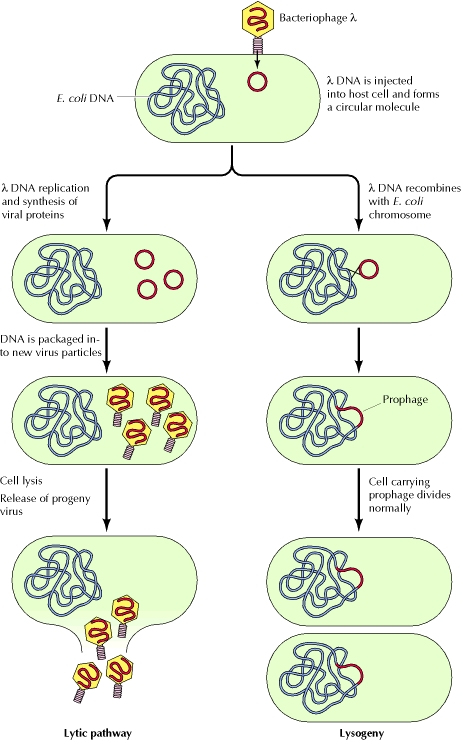 Bacteriophage λ
E. coli DNA
λ DNA is injected
into host cell and forms
a circular molecule
λ DNA replication
and synthesis of
viral proteins
λ DNA recombines
with E. coli
chromosome
DNA is packaged in-
to new virus particles
Prophage
Cell lysis
Release of progeny
virus
Cell carrying
prophage divides
normally
Lytic pathway
Lysogeny